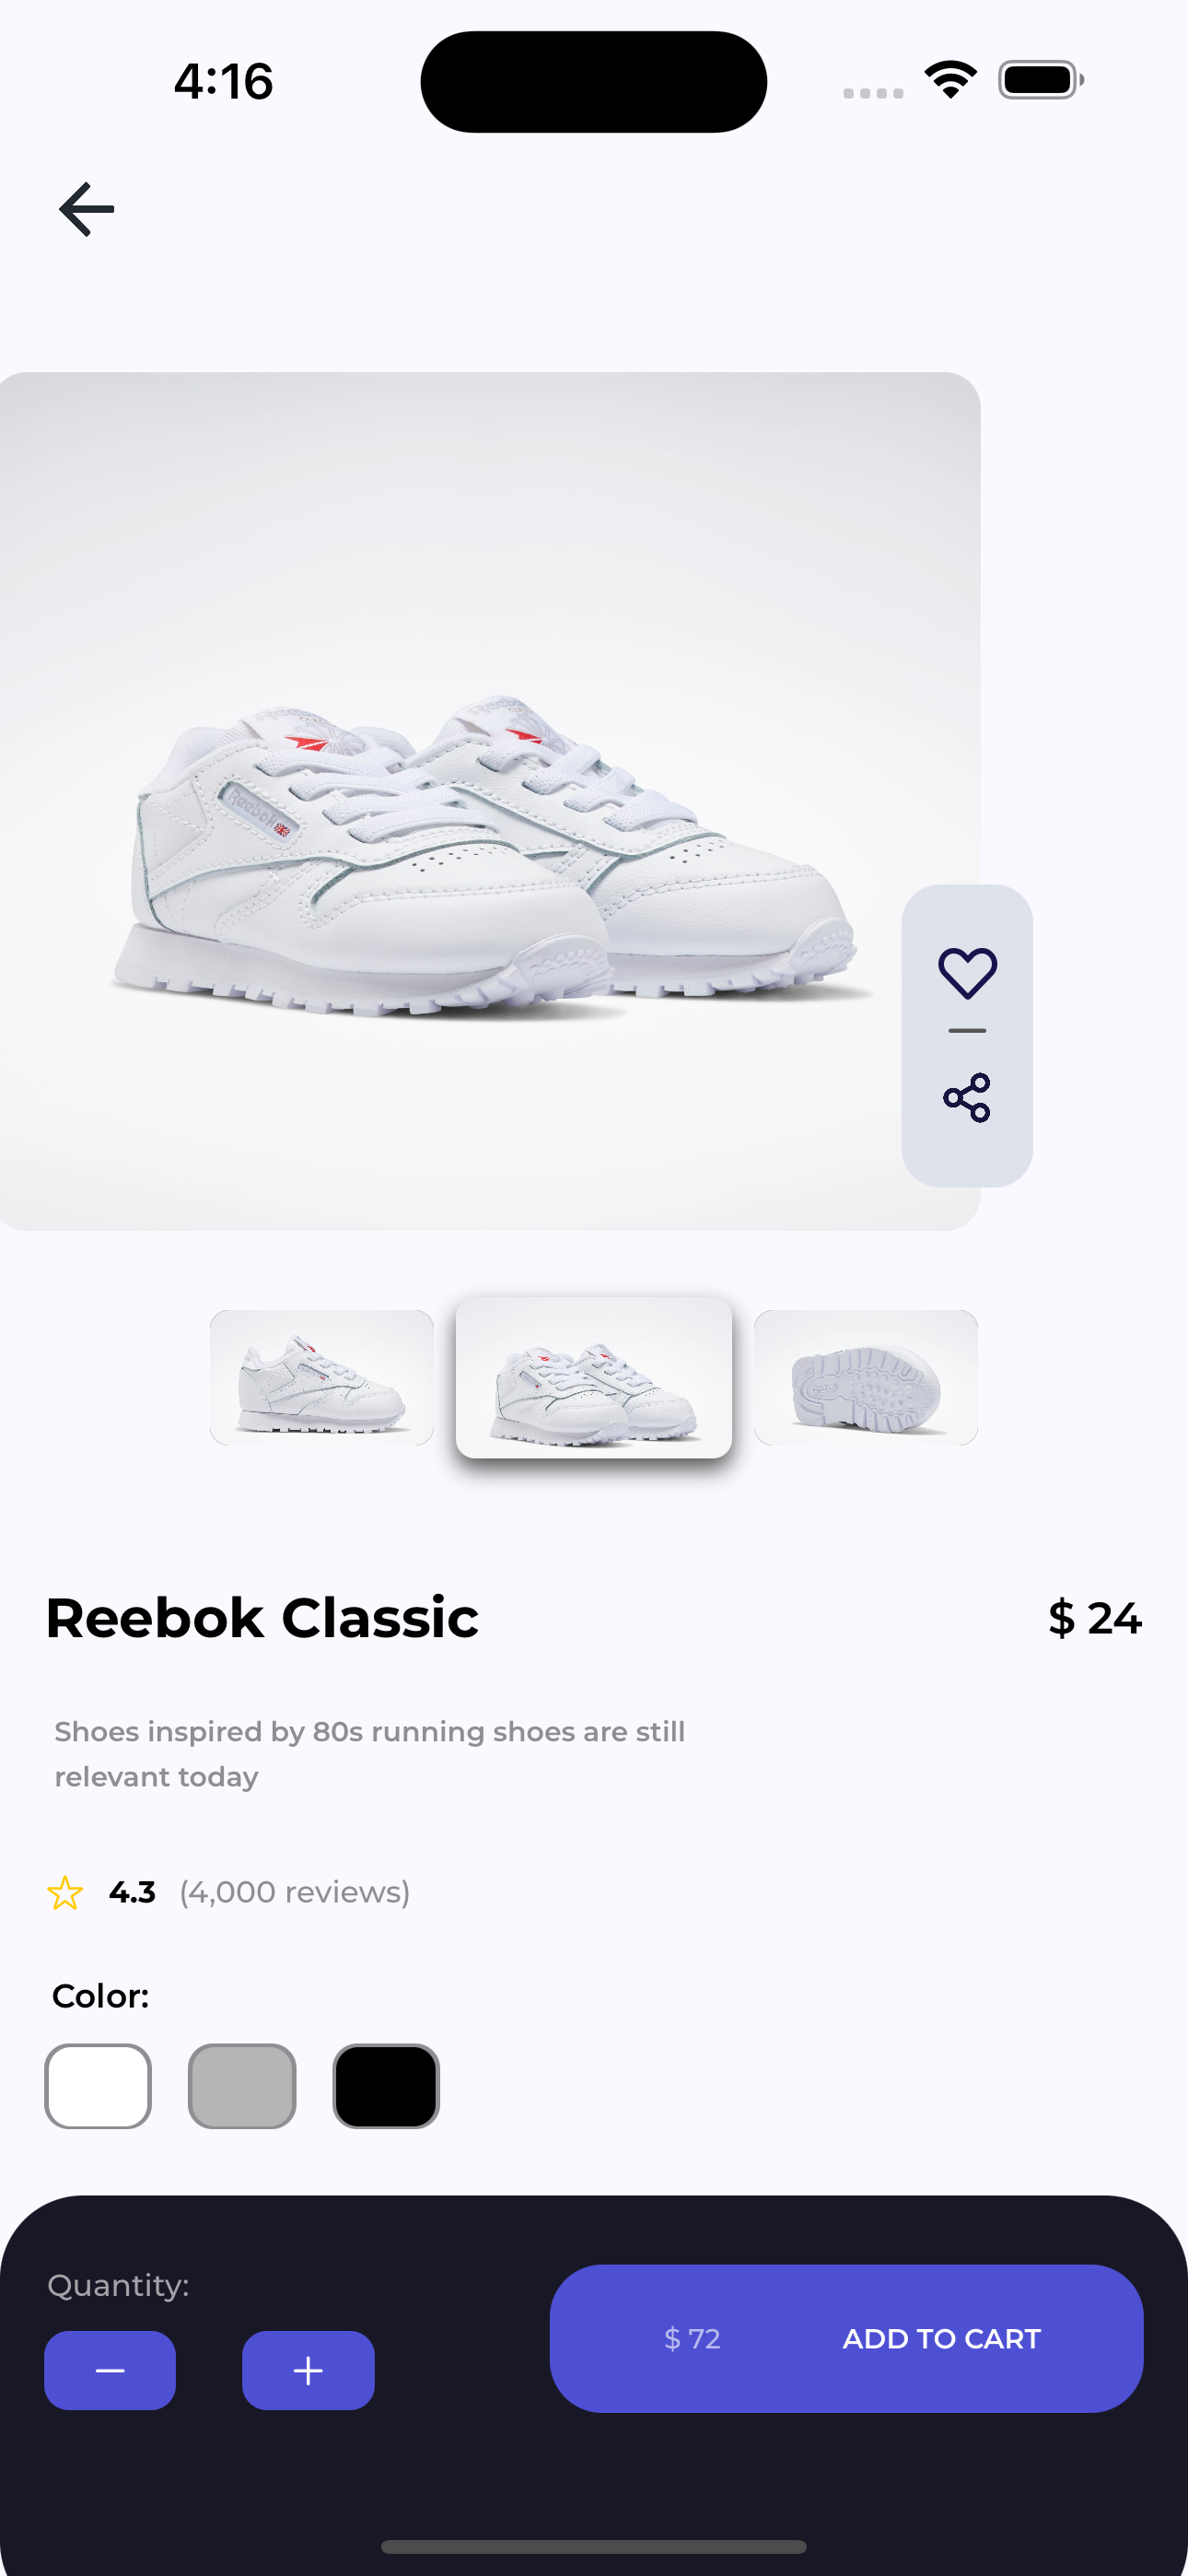 4:16
Reebok
Reebok Classic
$ 24
Shoes inspired by 80s running shoes are still
relevant today
4.3 (4,000 reviews)
Color:
Quantity:
$ 72 ADD TO CART